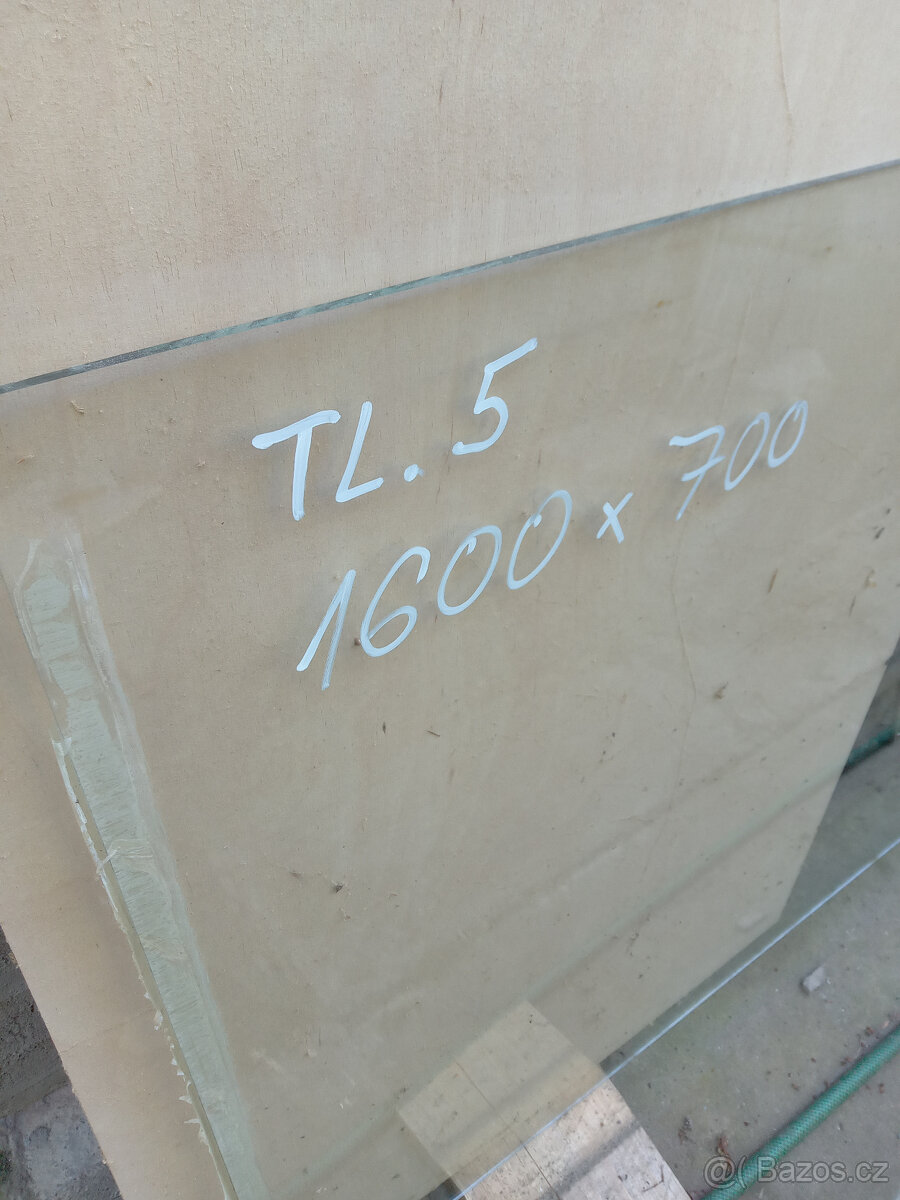 TL. 5
1600 x 700
@( Bazos.cz